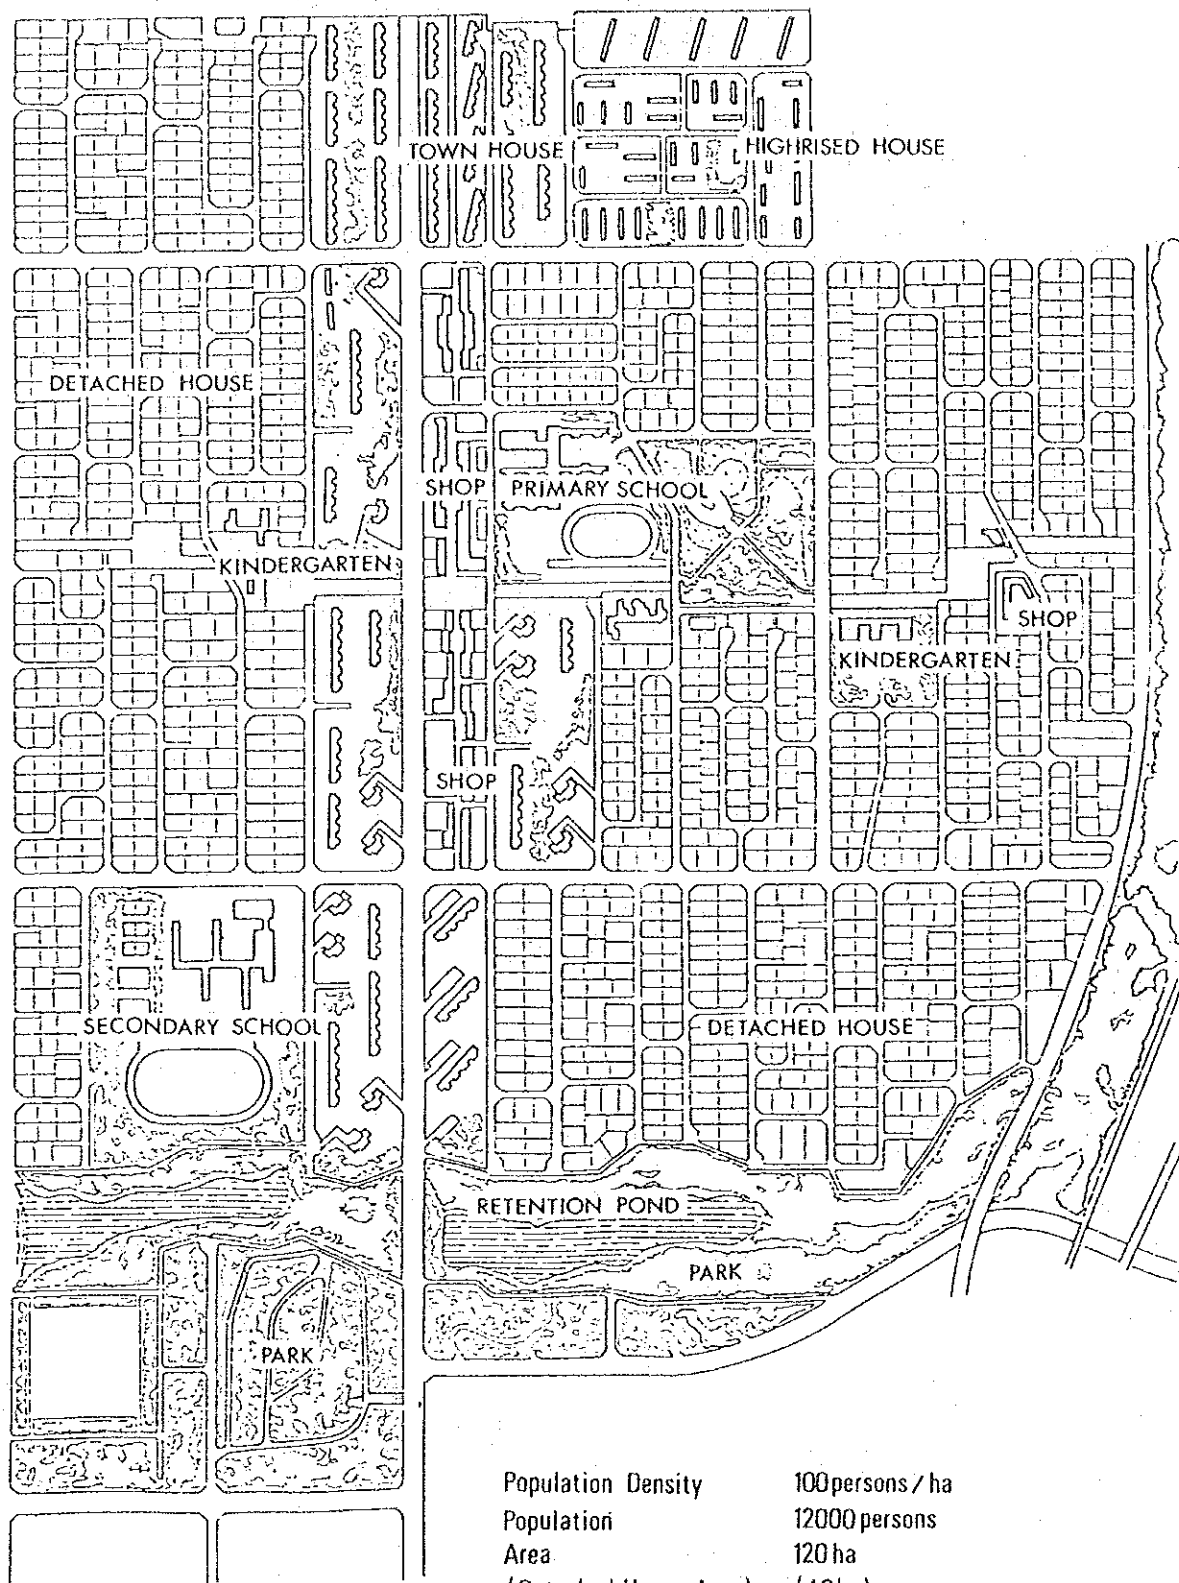 TOWN HOUSE
HIGHRISED HOUSE
DETACHED HOUSE
SHOP
PRIMARY SCHOOL
KINDERGARTEN
SHOP
KINDERGARTEN
SHOP
SECONDARY SCHOOL
DETACHED HOUSE
RETENTION POND
PARK
PARK
Population Density 100 persons / ha
Population 12000 persons
Area 120 ha